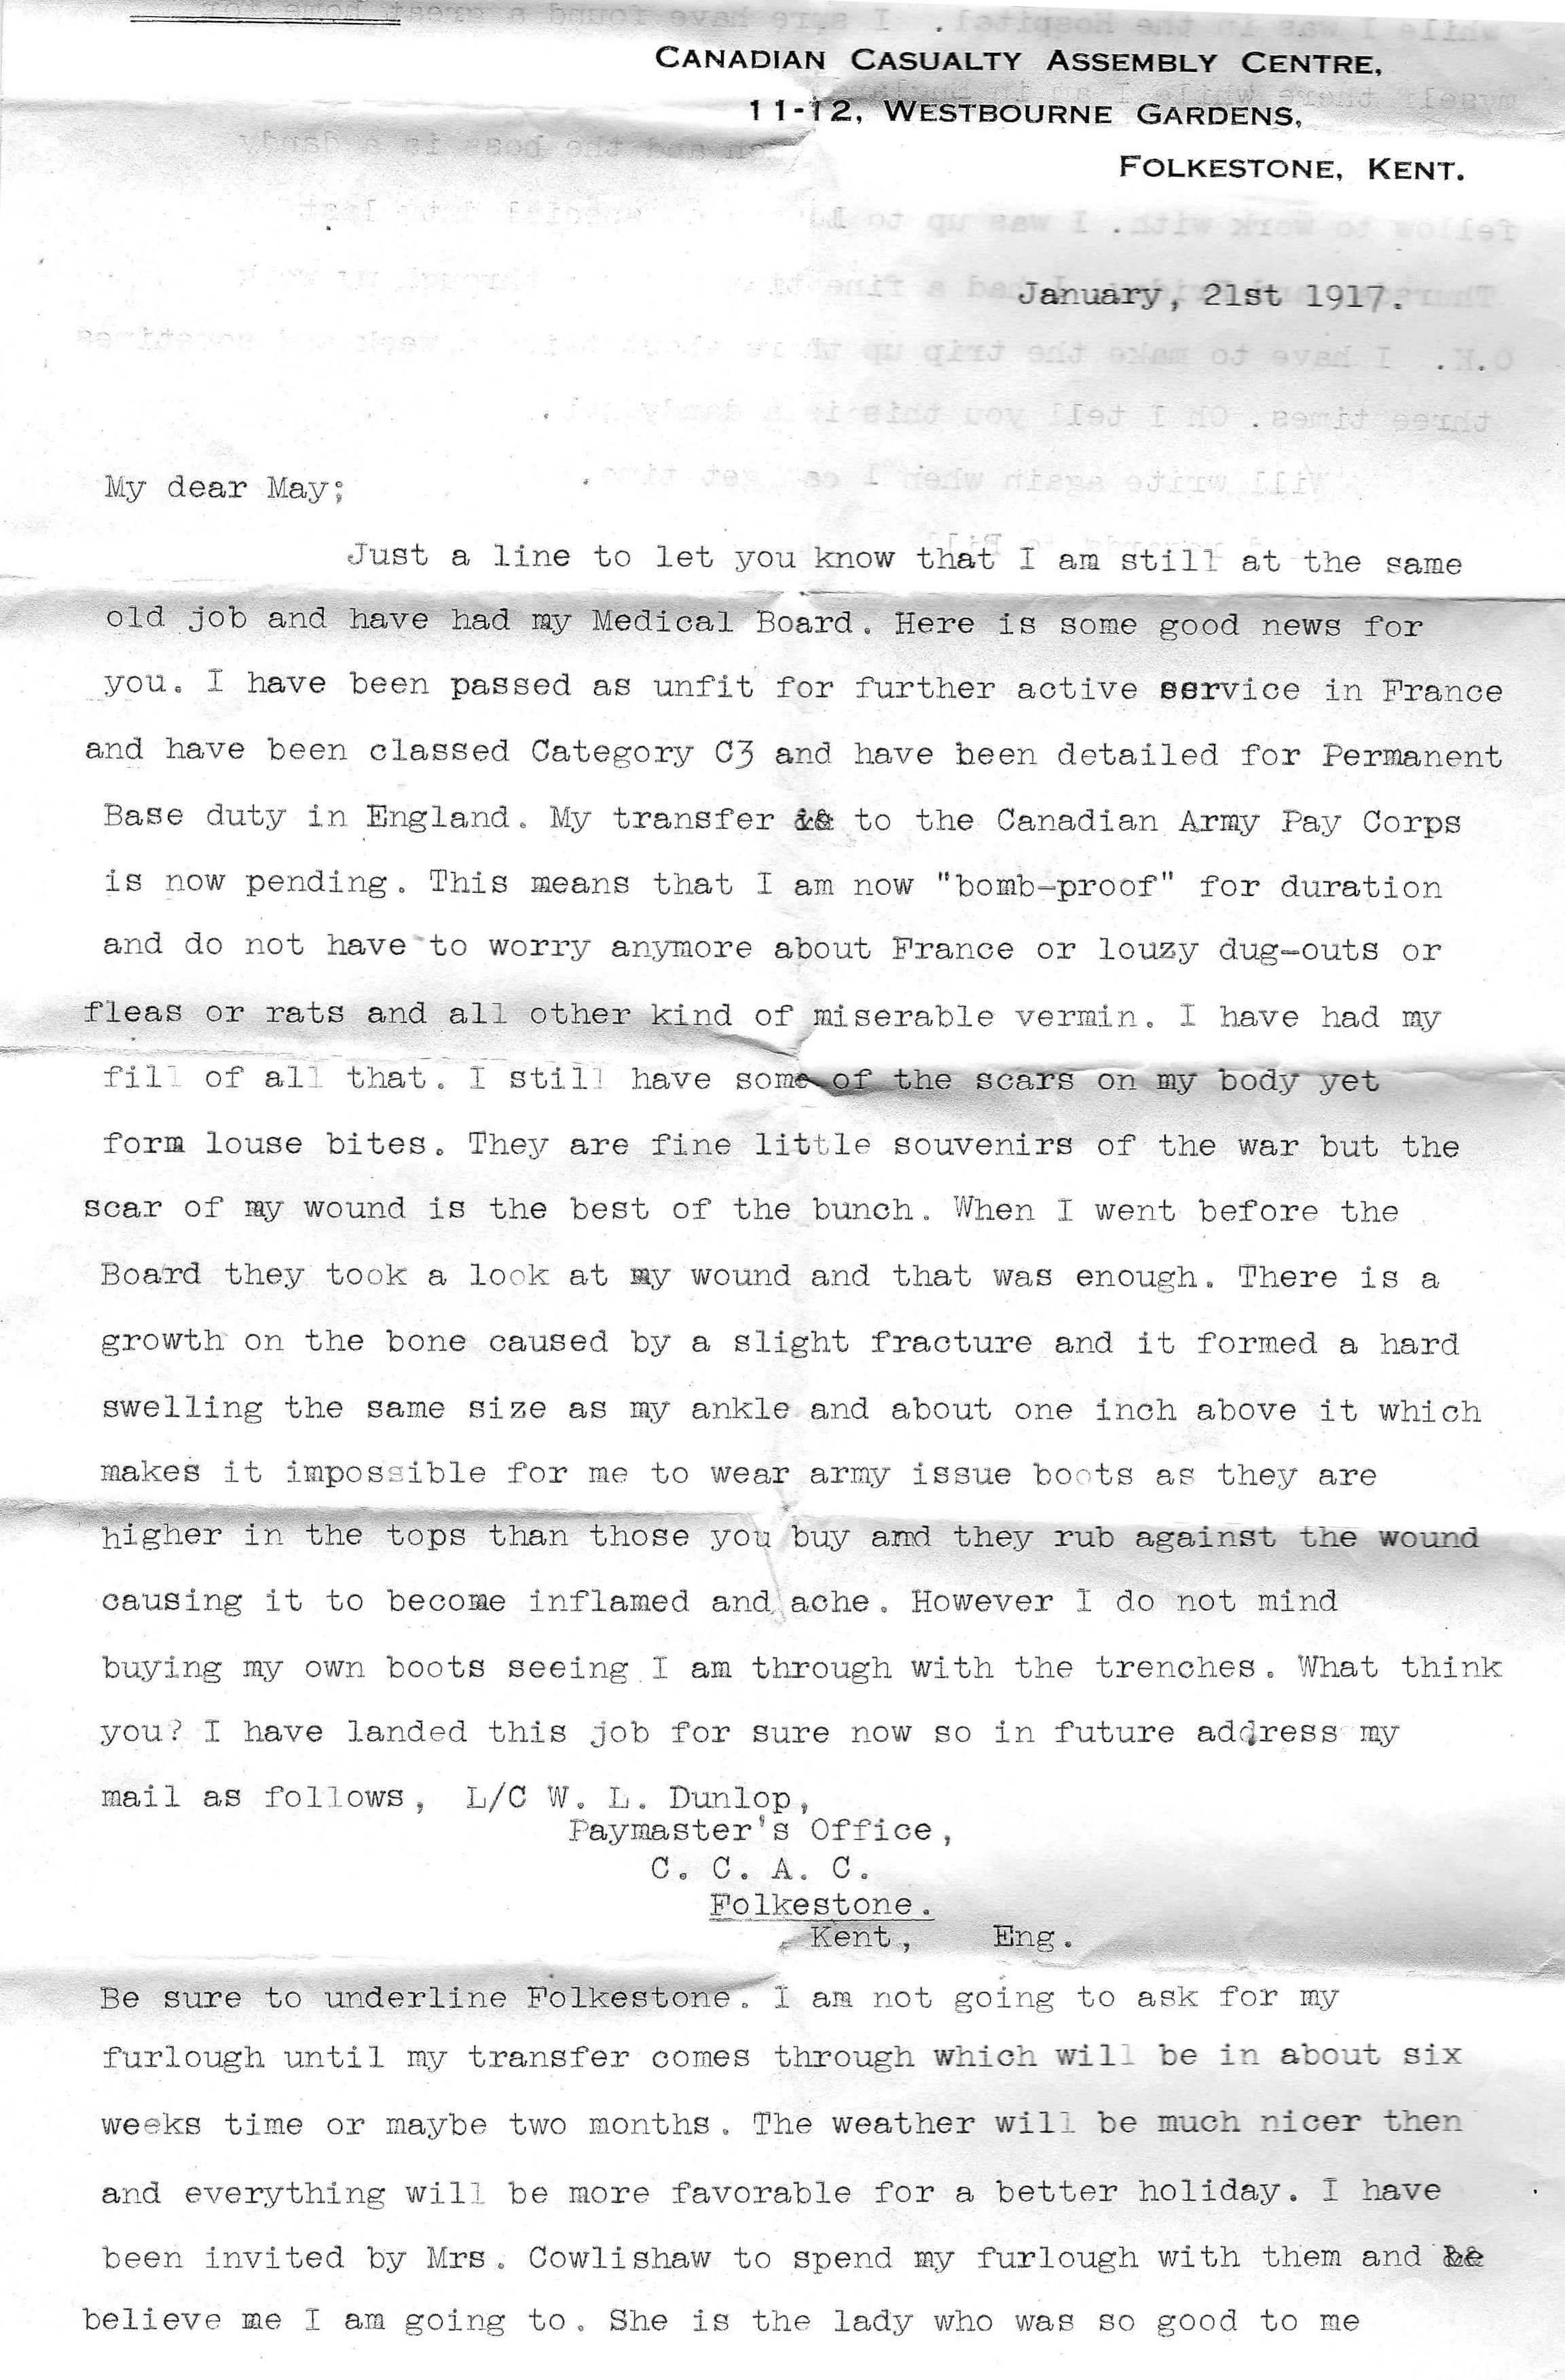 CANADIAN CASUALTY ASSEMBLY CENTRE,
11-12, WESTBOURNE GARDENS,
FOLKESTONE, KENT.
January, 21st 1917.
My dear May;
Just a line to let you know that I am still at the same
old job and have had my Medical Board. Here is some good news for
you. I have been passed as unfit for further active service in France
and have been classed Category C3 and have been detailed for Permanent
Base duty in England. My transfer to the Canadian Army Pay Corps
is now pending. This means that I am now "bomb-proof" for duration
and do not have to worry anymore about France or louzy dug-outs or
fleas or rats and all other kind of miserable vermin. I have had my
fill of all that. I still have some of the scars on my body yet
form louse bites. They are fine little souvenirs of the war but the
scar of my wound is the best of the bunch. When I went before the
Board they took a look at my wound and that was enough. There is a
growth on the bone caused by a slight fracture and it formed a hard
swelling the same size as my ankle and about one inch above it which
makes it impossible for me to wear army issue boots as they are
higher in the tops than those you buy and they rub against the wound
causing it to become inflamed and ache. However I do not mind
buying my own boots seeing I am through with the trenches. What think
you? I have landed this job for sure now so in future address my
mail as follows, L/C W. L. Dunlop,
Paymaster's Office,
C. C. A. C.
Folkestone.
Kent, Eng.
Be sure to underline Folkestone. I am not going to ask for my
furlough until my transfer comes through which will be in about six
weeks time or maybe two months. The weather will be much nicer then
and everything will be more favorable for a better holiday. I have
been invited by Mrs. Cowlishaw to spend my furlough with them and
believe me I am going to. She is the lady who was so good to me